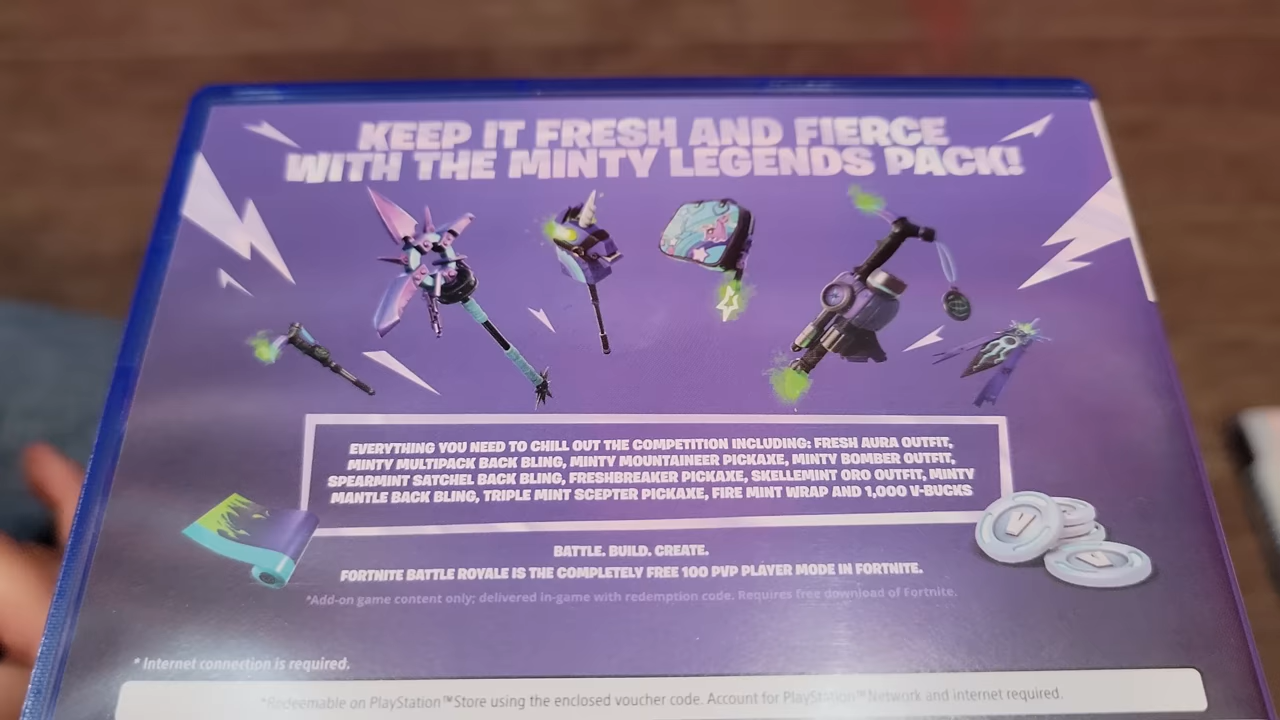 KEEP IT FRESH AND FIERCE
WITH THE MINTY LEGENDS PACK!
EVERYTHING YOU NEED TO CHILL OUT THE COMPETITION INCLUDING: FRESH AURA OUTFIT,
MINTY MULTIPACK BACK BLING, MINTY MOUNTAINEER PICKAXE, MINTY BOMBER OUTFIT,
SPEARMINT SATCHEL BACK BLING, FRESHBREAKER PICKAXE, SKELLEMINT ORO OUTFIT, MINTY
MANTLE BACK BLING, TRIPLE MINT SCEPTER PICKAXE, FIRE MINT WRAP AND 1,000 V-BUCKS
BATTLE. BUILD. CREATE.
FORTNITE BATTLE ROYALE IS THE COMPLETELY FREE 100 PVP PLAYER MODE IN FORTNITE.
*Add-on game content only; delivered in-game with redemption code. Requires free download of Fortnite.
* Internet connection is required.
*Redeemable on PlayStation™Store using the enclosed voucher code. Account for PlayStation™Network and internet required.